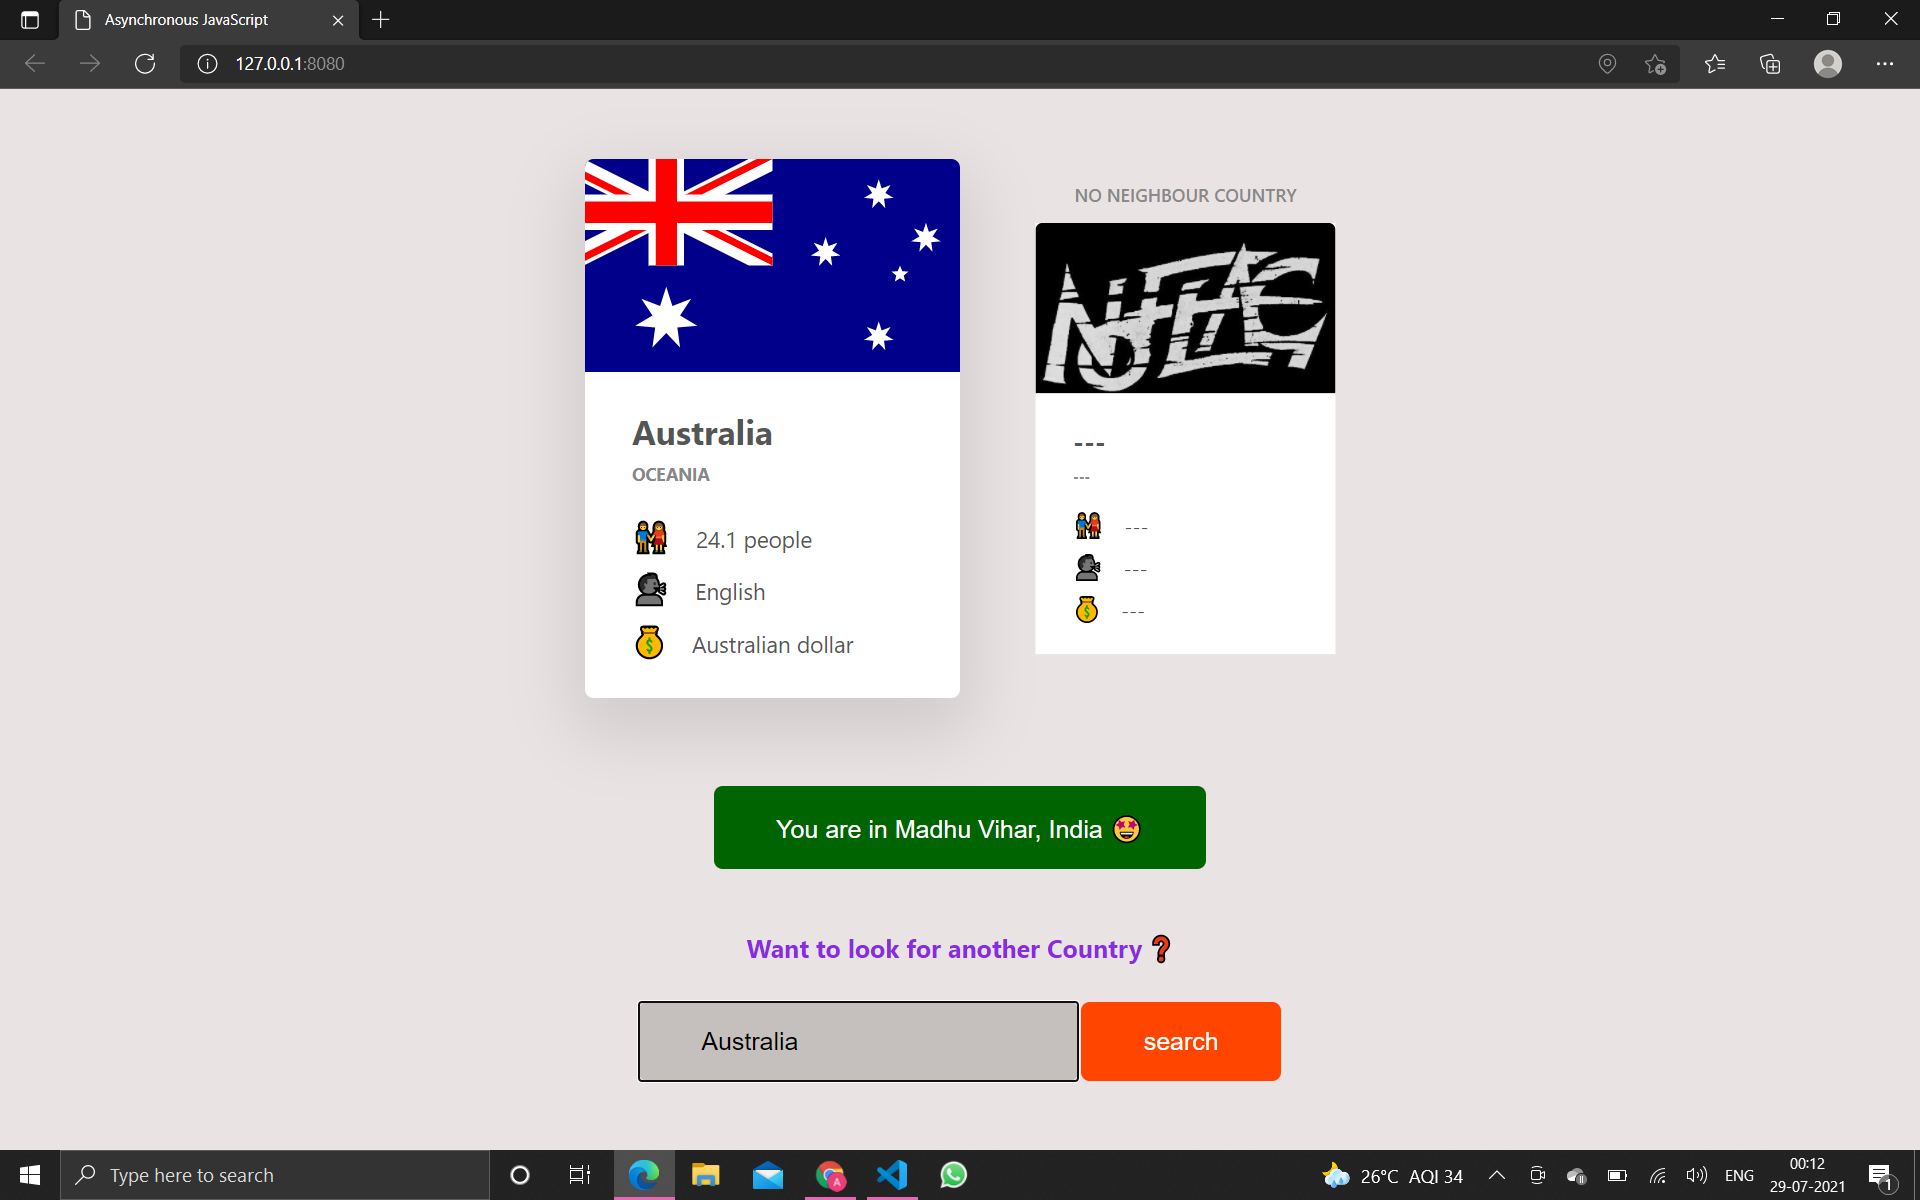 Asynchronous JavaScript
127.0.0.1:8080
Australia
OCEANIA
24.1 people
English
Australian dollar
NO NEIGHBOUR COUNTRY
---
---
---
---
---
You are in Madhu Vihar, India 🤩
Want to look for another Country ❓
Australia
search
Type here to search
26°C AQI 34
ENG
00:12
29-07-2021
1